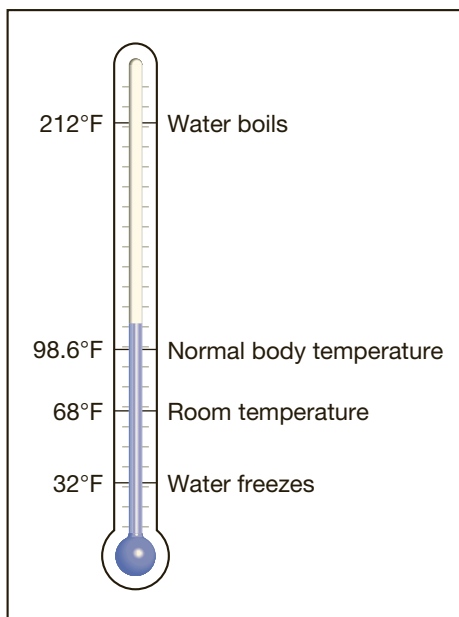 212°F Water boils
98.6°F Normal body temperature
68°F Room temperature
32°F Water freezes